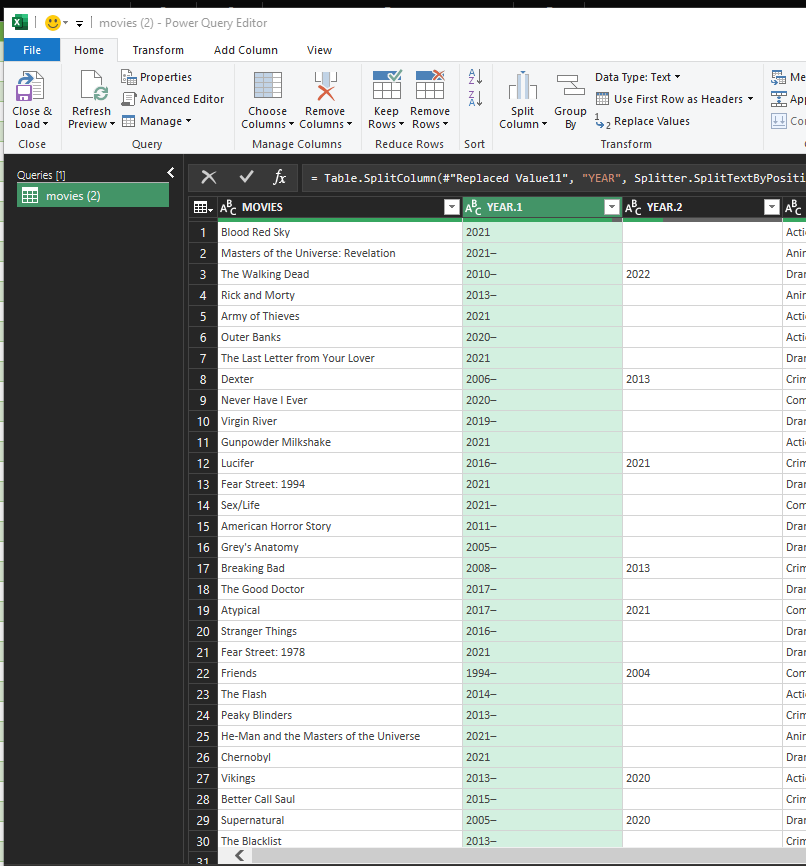 movies (2) - Power Query Editor
File Home Transform Add Column View
Close & Load
Refresh Preview
Properties
Advanced Editor
Manage
Choose Columns
Remove Columns
Keep Rows
Remove Rows
Split Column
Group By
Data Type: Text
Use First Row as Headers
Replace Values
Me
App
Con
Close Query Manage Columns Reduce Rows Sort Transform
Queries [1]
movies (2)
fx = Table.SplitColumn(#"Replaced Value11", "YEAR", Splitter.SplitTextByPositi
MOVIES YEAR.1 YEAR.2
1 Blood Red Sky 2021 Acti
2 Masters of the Universe: Revelation 2021– Anin
3 The Walking Dead 2010– 2022 Drar
4 Rick and Morty 2013– Anin
5 Army of Thieves 2021 Acti
6 Outer Banks 2020– Acti
7 The Last Letter from Your Lover 2021 Drar
8 Dexter 2006– 2013 Crim
9 Never Have I Ever 2020– Com
10 Virgin River 2019– Drar
11 Gunpowder Milkshake 2021 Acti
12 Lucifer 2016– 2021 Crim
13 Fear Street: 1994 2021 Drar
14 Sex/Life 2021– Com
15 American Horror Story 2011– Drar
16 Grey's Anatomy 2005– Drar
17 Breaking Bad 2008– 2013 Crim
18 The Good Doctor 2017– Drar
19 Atypical 2017– 2021 Com
20 Stranger Things 2016– Drar
21 Fear Street: 1978 2021 Drar
22 Friends 1994– 2004 Com
23 The Flash 2014– Acti
24 Peaky Blinders 2013– Crim
25 He-Man and the Masters of the Universe 2021– Anin
26 Chernobyl 2021 Drar
27 Vikings 2013– 2020 Acti
28 Better Call Saul 2015– Crim
29 Supernatural 2005– 2020 Drar
30 The Blacklist 2013– Crim
31